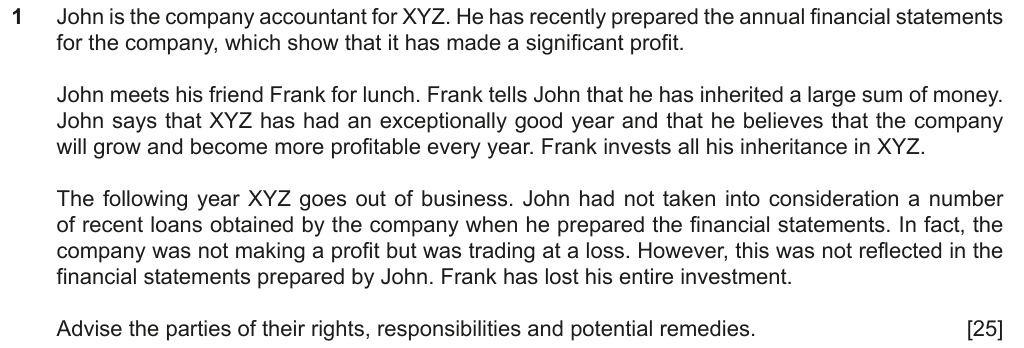 1 John is the company accountant for XYZ. He has recently prepared the annual financial statements
for the company, which show that it has made a significant profit.
John meets his friend Frank for lunch. Frank tells John that he has inherited a large sum of money.
John says that XYZ has had an exceptionally good year and that he believes that the company
will grow and become more profitable every year. Frank invests all his inheritance in XYZ.
The following year XYZ goes out of business. John had not taken into consideration a number
of recent loans obtained by the company when he prepared the financial statements. In fact, the
company was not making a profit but was trading at a loss. However, this was not reflected in the
financial statements prepared by John. Frank has lost his entire investment.
Advise the parties of their rights, responsibilities and potential remedies. [25]